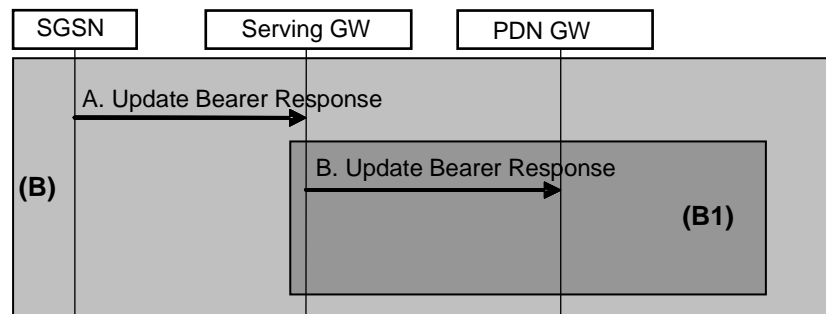 SGSN
Serving GW
PDN GW
A. Update Bearer Response
B. Update Bearer Response
(B)
(B1)